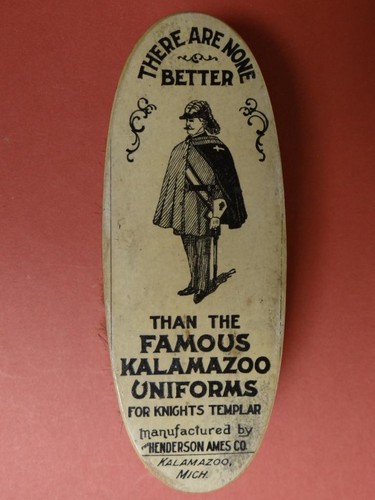 THERE ARE NONE
BETTER
THAN THE
FAMOUS
KALAMAZOO
UNIFORMS
FOR KNIGHTS TEMPLAR
manufactured by
THE HENDERSON AMES CO.
KALAMAZOO,
MICH.